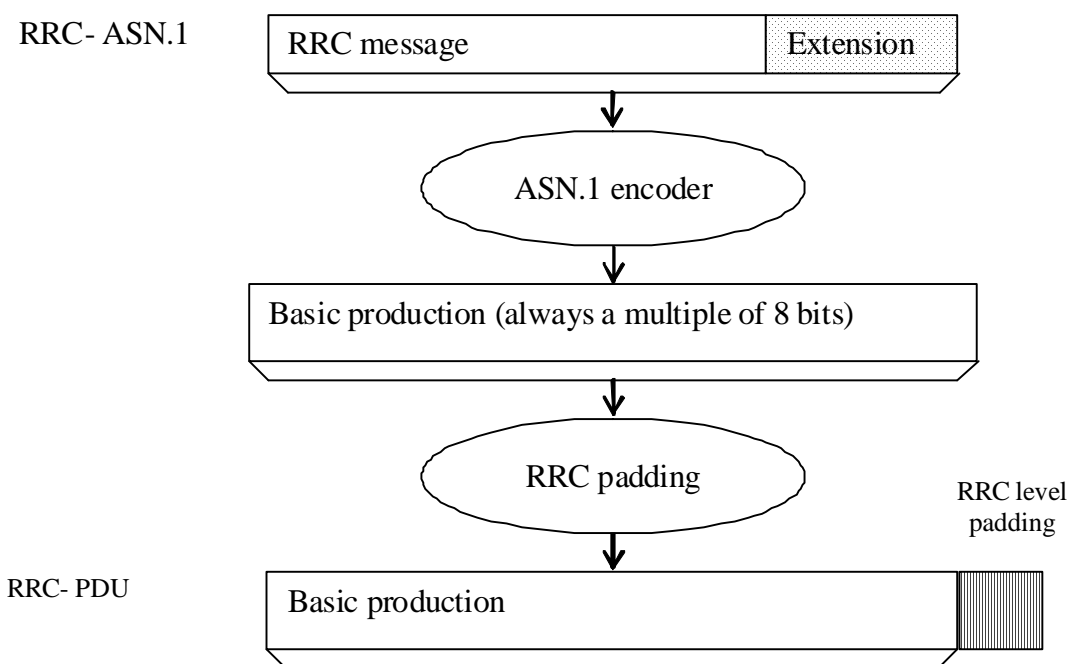 RRC- ASN.1
RRC message
Extension
ASN.1 encoder
Basic production (always a multiple of 8 bits)
RRC padding
RRC level
padding
RRC- PDU
Basic production